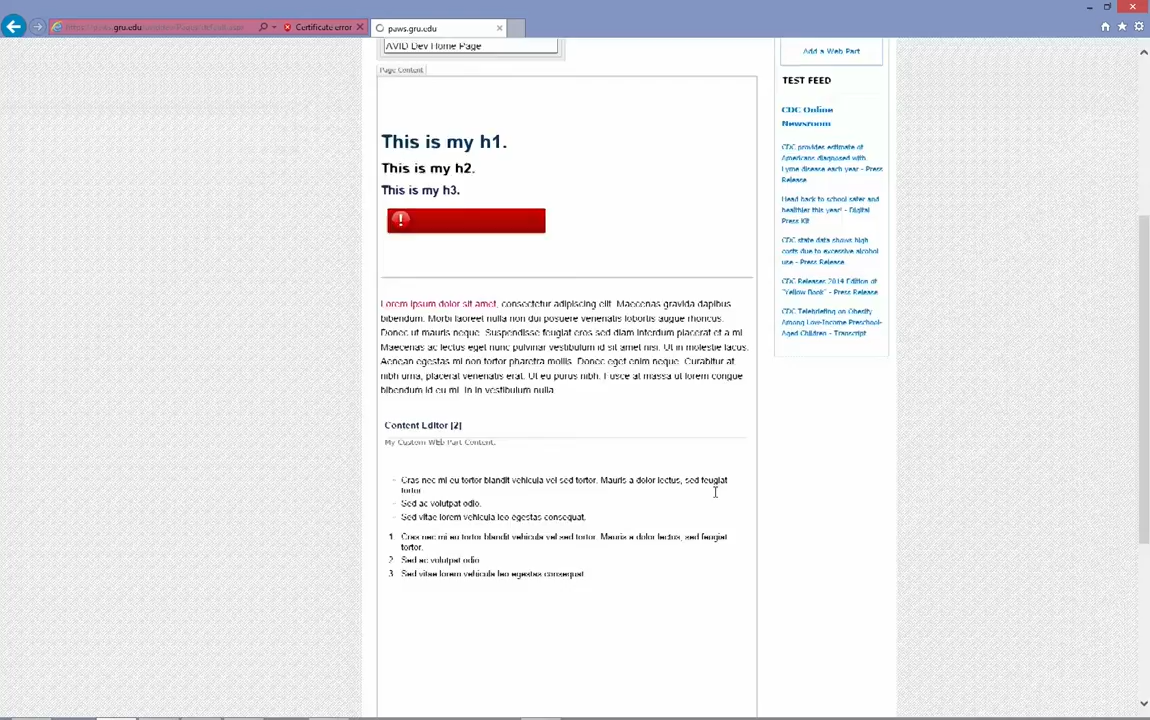 Certificate error
paws.gru.edu
AVID Dev Home Page
Page Content
This is my h1.
This is my h2.
This is my h3.
Lorem ipsum dolor sit amet, consectetur adipiscing elit. Maecenas gravida dapibus
bibendum. Morbi laoreet nulla non dui posuere venenatis lobortis augue rhoncus.
Donec ut mauris neque. Suspendisse feugiat eros sed diam interdum placerat et a mi.
Maecenas ac lectus eget nunc pulvinar vestibulum id sit amet nisi. Ut in molestie lacus.
Aenean egestas mi non tortor pharetra mollis. Donec eget enim neque. Curabitur at
nibh urna, placerat venenatis erat. Ut eu purus nibh. Fusce at massa ut lorem congue
bibendum id eu mi. In in vestibulum nulla.
Content Editor [2]
My Custom WEb Part Content.
Cras nec mi eu tortor blandit vehicula vel sed tortor. Mauris a dolor lectus, sed feugiat
tortor.
Sed ac volutpat odio.
Sed vitae lorem vehicula leo egestas consequat.
1 Cras nec mi eu tortor blandit vehicula vel sed tortor. Mauris a dolor lectus, sed feugiat
tortor.
2 Sed ac volutpat odio
3 Sed vitae lorem vehicula leo egestas consequat
Add a Web Part
TEST FEED
CDC Online
Newsroom
CDC provides estimate of
Americans diagnosed with
Lyme disease each year - Press
Release
Head back to school safer and
healthier this year! - Digital
Press Kit
CDC state data shows high
costs due to excessive alcohol
use - Press Release
CDC Releases 2014 Edition of
"Yellow Book" - Press Release
CDC Telebriefing on Obesity
Among Low-Income Preschool-
Aged Children - Transcript